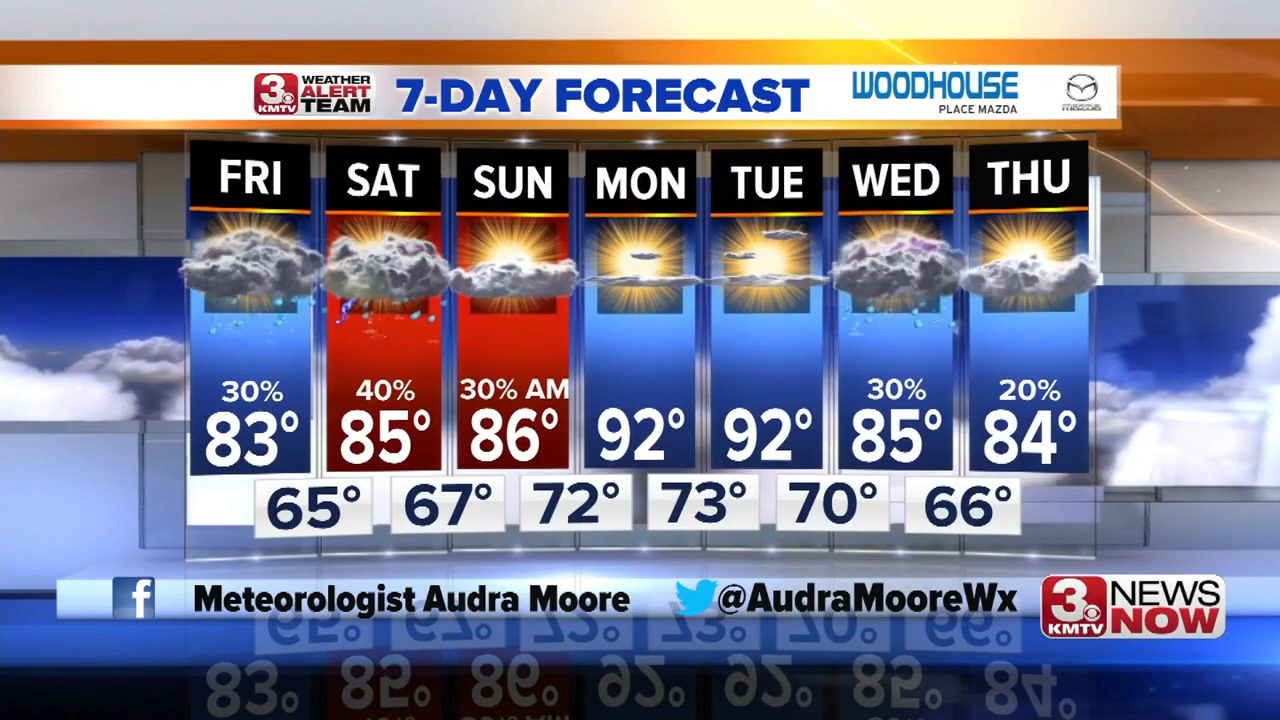 3 KMTV WEATHER ALERT TEAM 7-DAY FORECAST WOODHOUSE PLACE MAZDA mazda
FRI SAT SUN MON TUE WED THU
30% 40% 30% AM 30% 20%
83° 85° 86° 92° 92° 85° 84°
65° 67° 72° 73° 70° 66°
f Meteorologist Audra Moore @AudraMooreWx 3 KMTV NEWS NOW